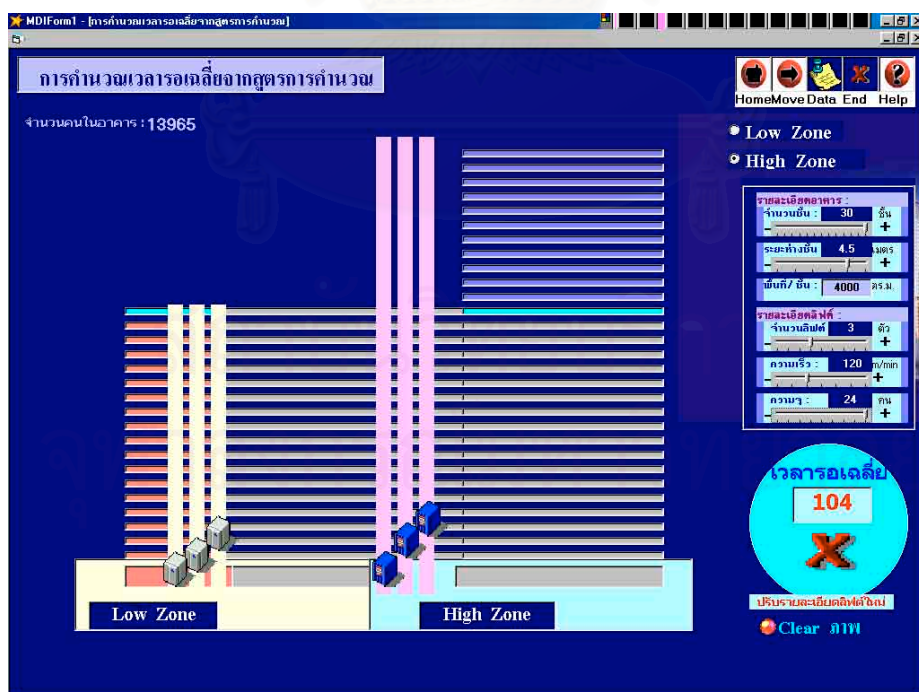 MDIForm1 - [การคำนวณเวลารอเฉลี่ยจากสูตรการคำนวณ]
การคำนวณเวลารอเฉลี่ยจากสูตรการคำนวณ
Home Move Data End Help
จำนวนคนในอาคาร : 13965
Low Zone
High Zone
รายละเอียดอาคาร :
จำนวนชั้น : 30 ชั้น
- +
ระยะห่างชั้น 4.5 เมตร
- +
พื้นที่/ ชั้น : 4000 ตร.ม.
รายละเอียดลิฟต์ :
จำนวนลิฟต์ 3 ตัว
- +
ความเร็ว : 120 m/min
- +
ความจุ : 24 คน
- +
เวลารอเฉลี่ย
104
ปรับรายละเอียดลิฟต์ใหม่
Clear ภาพ
Low Zone
High Zone